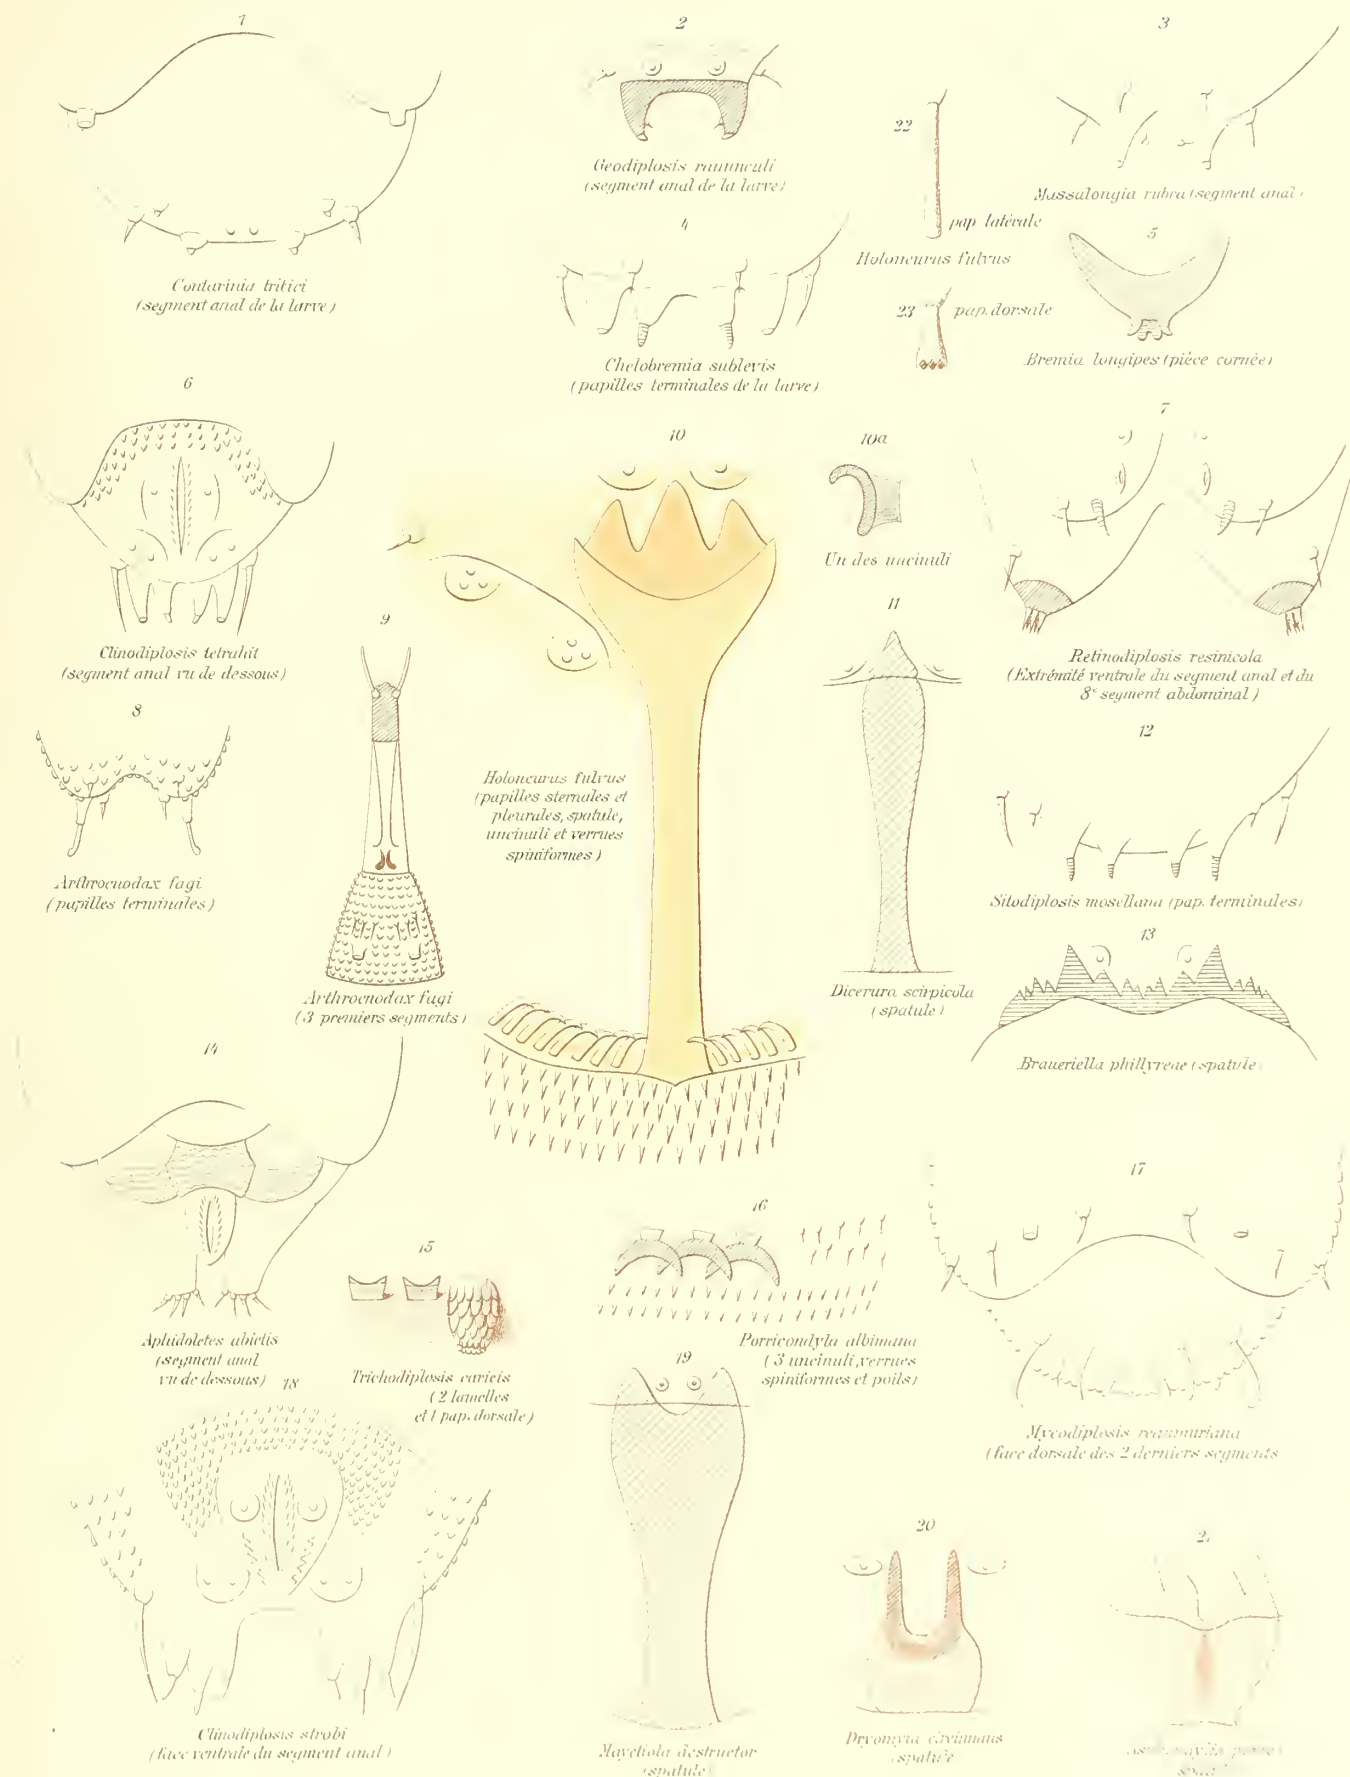 1
2
3
Geodiplosis ranunculi
(segment anal de la larve)
22
pap latérale
Holoneurus fulvus
23 pap. dorsale
Massalongia rubra (segment anal)
4
5
Contarinia tritici
(segment anal de la larve)
Chelobremia sublevis
(papilles terminales de la larve)
Bremia longipes (pièce cornée)
6
7
10
10a
Un des uncinuli
Clinodiplosis tetrahit
(segment anal vu de dessous)
9
11
Retinodiplosis resinicola
(Extrémité ventrale du segment anal et du
8e segment abdominal)
8
12
Holoneurus fulvus
(papilles sternales et
pleurales, spatule,
uncinuli et verrues
spiniformes)
Arthrocnodax fagi
(papilles terminales)
Sitodiplosis mosellana (pap. terminales)
13
Arthrocnodax fagi
(3 premiers segments)
Dicerura scirpicola
(spatule)
Braueriella phillyreae (spatule)
14
17
15
16
Aphidoletes abietis
(segment anal
vu de dessous)
Trichodiplosis caricis
(2 lamelles
et 1 pap. dorsale)
Porricondyla albimana
(3 uncinuli, verrues
spiniformes et poils)
18
19
Mycodiplosis reaumuriana
(face dorsale des 2 derniers segments
20
2
Clinodiplosis strobi
(face ventrale du segment anal)
Mayetiola destructor
(spatule)
Dryomyia circinnans
(spatule